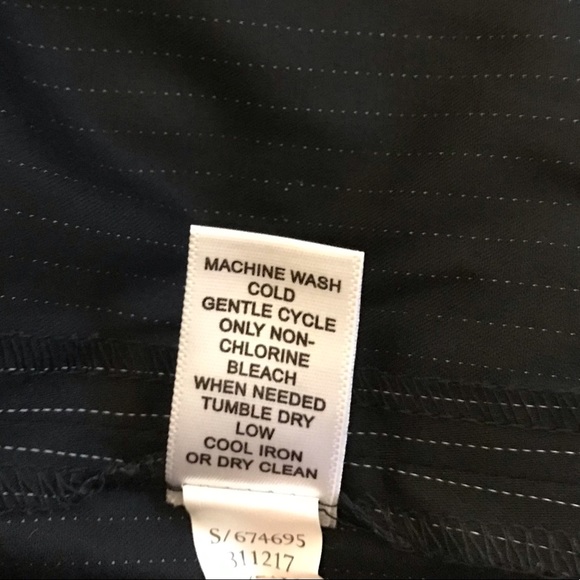 MACHINE WASH
COLD
GENTLE CYCLE
ONLY NON-
CHLORINE
BLEACH
WHEN NEEDED
TUMBLE DRY
LOW
COOL IRON
OR DRY CLEAN
S/674695
311217